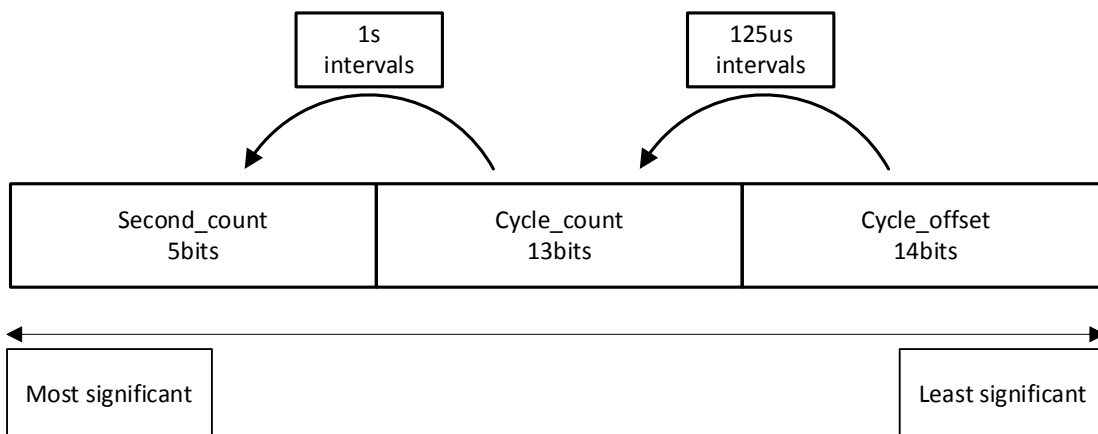 1s
intervals
125us
intervals
Second_count
5bits
Cycle_count
13bits
Cycle_offset
14bits
Most significant
Least significant